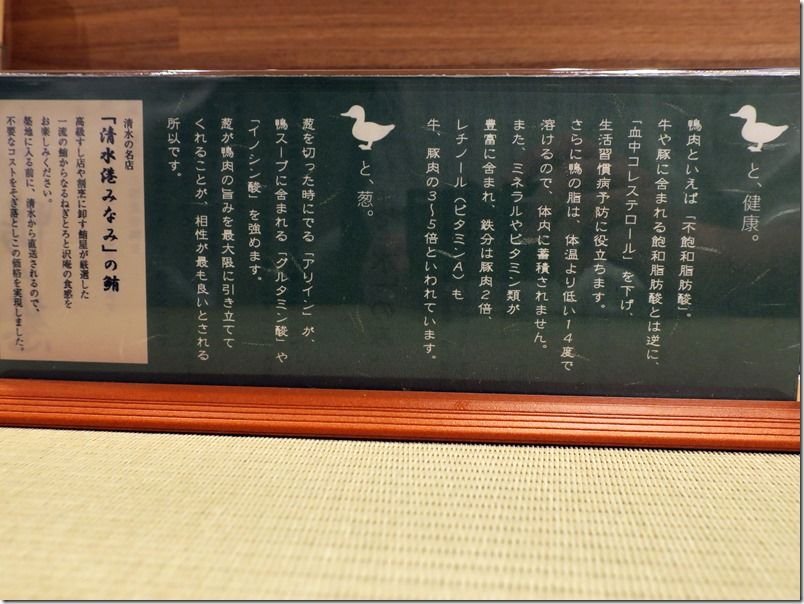 と、健康。
鴨肉といえば「不飽和脂肪酸」。
牛や豚に含まれる飽和脂肪酸とは逆に、
「血中コレステロール」を下げ、
生活習慣病予防に役立ちます。
さらに鴨の脂は、体温より低い14度で
溶けるので、体内に蓄積されません。
また、ミネラルやビタミン類が
豊富に含まれ、鉄分は豚肉2倍、
レチノール(ビタミンA)も
牛、豚肉の3〜5倍といわれています。
と、葱。
葱を切った時にでる「アリイン」が、
鴨スープに含まれる「グルタミン酸」や
「イノシン酸」を強めます。
葱が鴨肉の旨みを最大限に引き立てて
くれることが、相性が最も良いとされる
所以です。
清水の名店
「清水港みなみ」の鮪
高級すし店や割烹に卸す鮪屋が厳選した
一流の鮪からなるねぎとろと沢庵の食感を
お楽しみください。
築地に入る前に、清水から直送されるので、
不要なコストをそぎ落としこの価格を実現しました。